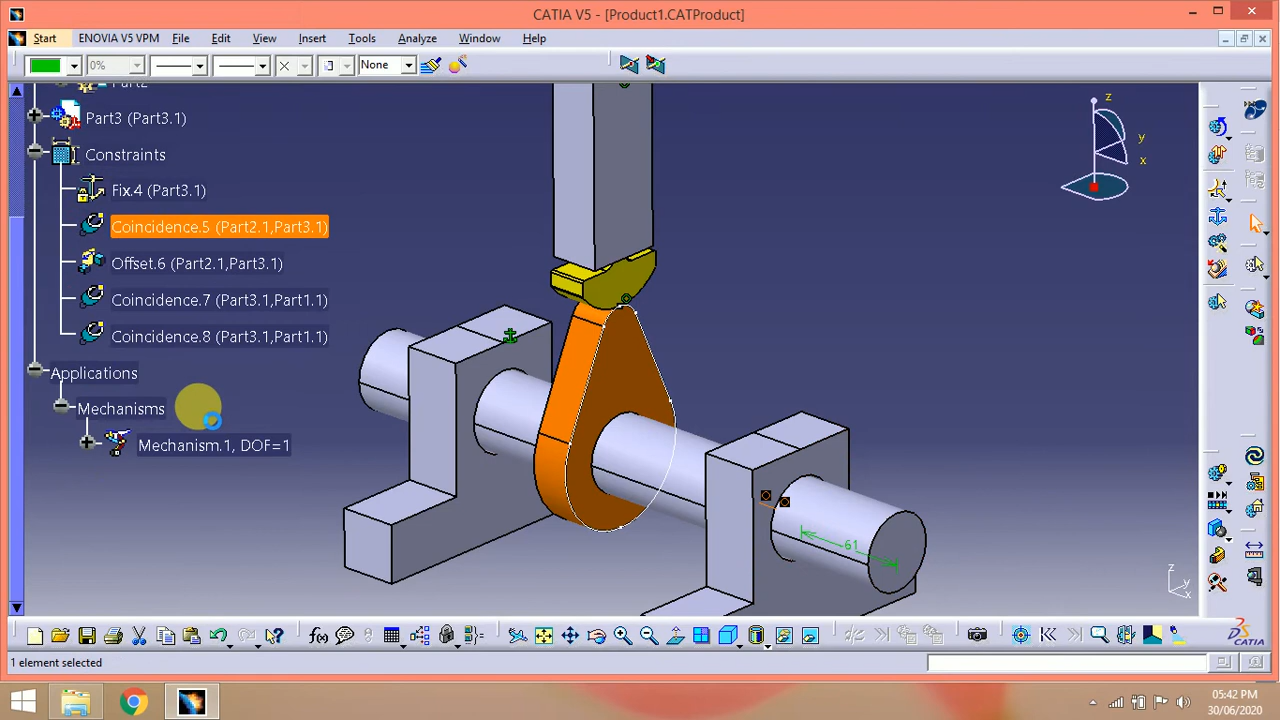 CATIA V5 - [Product1.CATProduct]
Start ENOVIA V5 VPM File Edit View Insert Tools Analyze Window Help
0% None
Part3 (Part3.1)
Constraints
Fix.4 (Part3.1)
Coincidence.5 (Part2.1,Part3.1)
Offset.6 (Part2.1,Part3.1)
Coincidence.7 (Part3.1,Part1.1)
Coincidence.8 (Part3.1,Part1.1)
Applications
Mechanisms
Mechanism.1, DOF=1
z
y
x
61
z
y
x
f(x)
CATIA
1 element selected
05:42 PM
30/06/2020